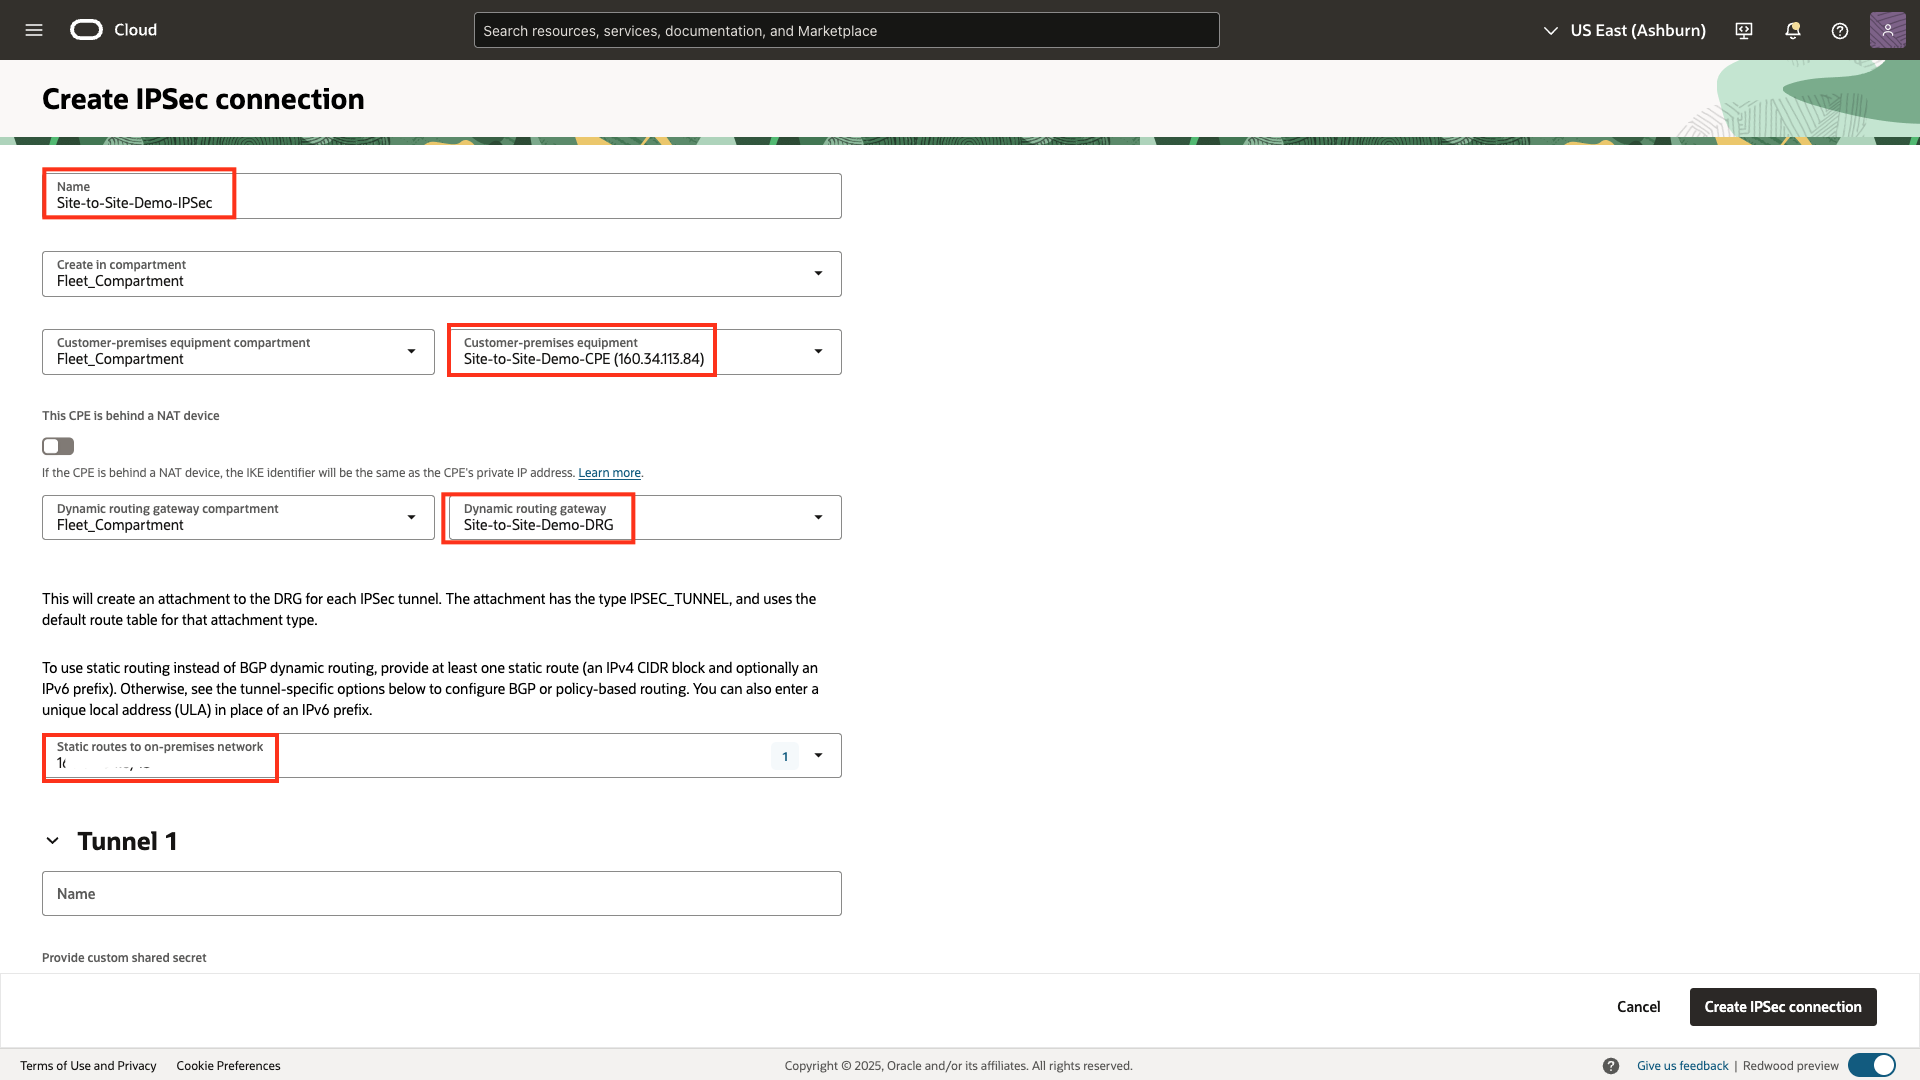 Cloud
Search resources, services, documentation, and Marketplace
US East (Ashburn)
Create IPSec connection
Name
Site-to-Site-Demo-IPSec
Create in compartment
Fleet_Compartment
Customer-premises equipment compartment
Fleet_Compartment
Customer-premises equipment
Site-to-Site-Demo-CPE (160.34.113.84)
This CPE is behind a NAT device
If the CPE is behind a NAT device, the IKE identifier will be the same as the CPE's private IP address. Learn more.
Dynamic routing gateway compartment
Fleet_Compartment
Dynamic routing gateway
Site-to-Site-Demo-DRG
This will create an attachment to the DRG for each IPSec tunnel. The attachment has the type IPSEC_TUNNEL, and uses the
default route table for that attachment type.
To use static routing instead of BGP dynamic routing, provide at least one static route (an IPv4 CIDR block and optionally an
IPv6 prefix). Otherwise, see the tunnel-specific options below to configure BGP or policy-based routing. You can also enter a
unique local address (ULA) in place of an IPv6 prefix.
Static routes to on-premises network
1
Tunnel 1
Name
Provide custom shared secret
Cancel
Create IPSec connection
Terms of Use and Privacy
Cookie Preferences
Copyright © 2025, Oracle and/or its affiliates. All rights reserved.
Give us feedback | Redwood preview